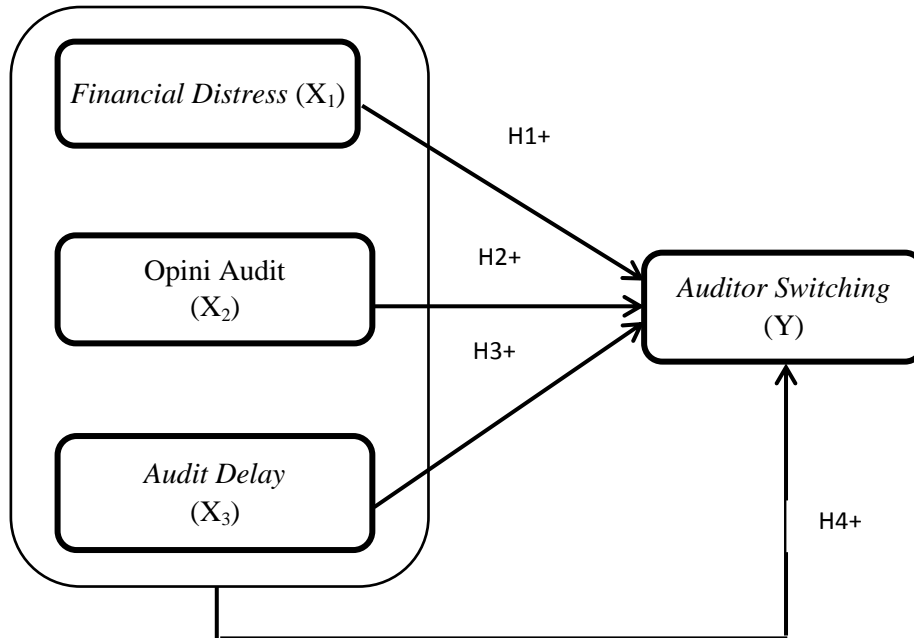 Financial Distress (X₁)
H1+
Opini Audit
(X₂)
H2+
Auditor Switching
(Y)
H3+
Audit Delay
(X₃)
H4+